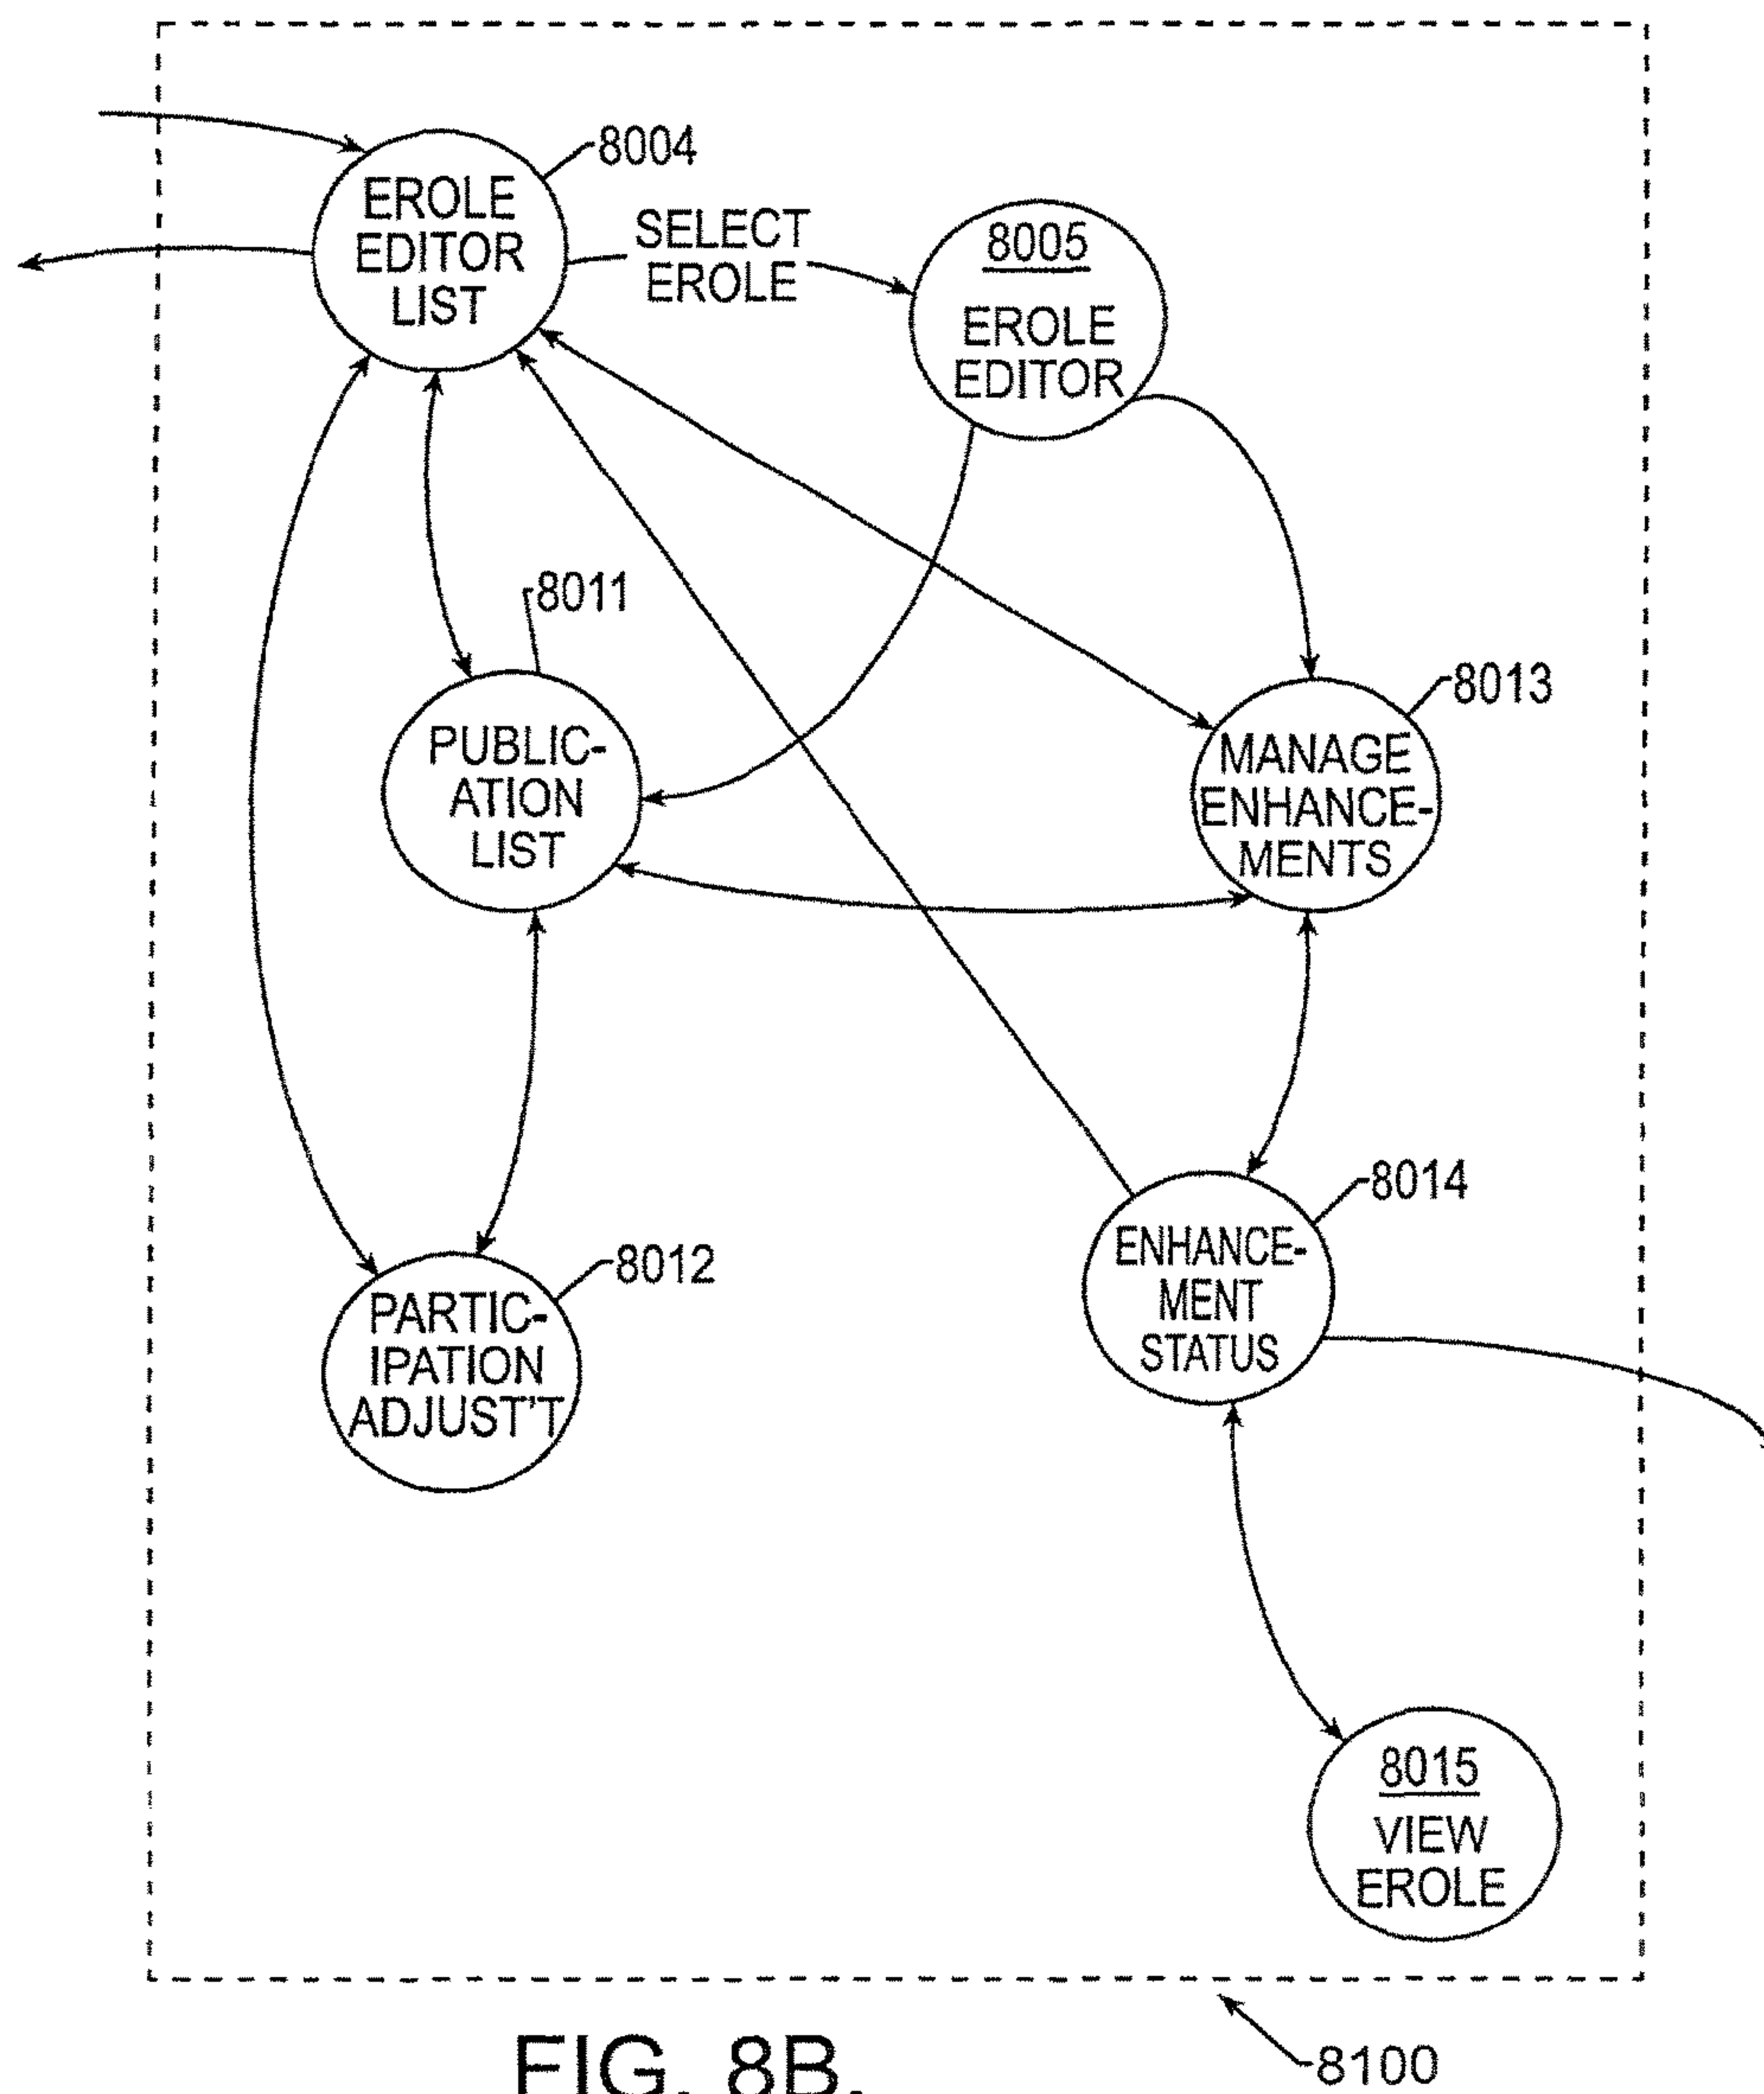 8004
EROLE
EDITOR
LIST
SELECT
EROLE
8005
EROLE
EDITOR
8011
PUBLIC-
ATION
LIST
8013
MANAGE
ENHANCE-
MENTS
8012
PARTIC-
IPATION
ADJUST'T
8014
ENHANCE-
MENT
STATUS
8015
VIEW
EROLE
8100
FIG. 8B.